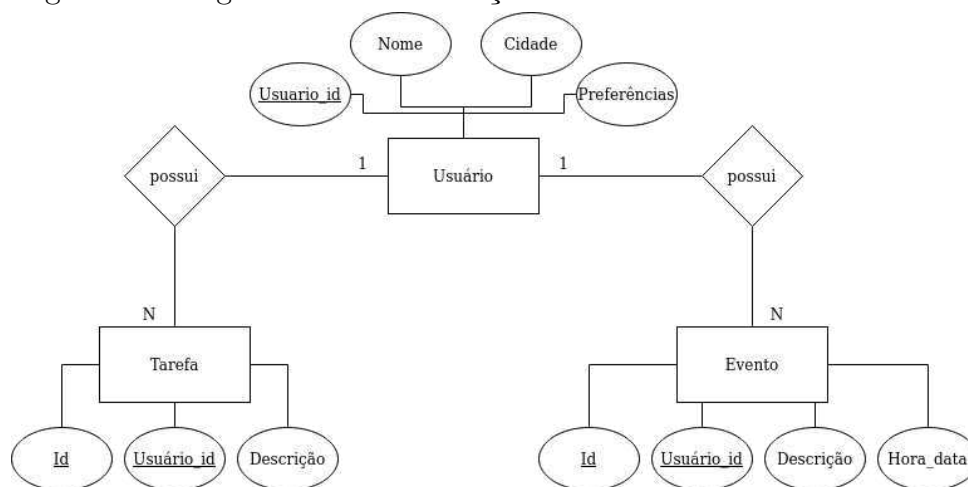 Nome
Cidade
Usuario_id
Preferências
possui
1
Usuário
1
possui
N
N
Tarefa
Evento
Id
Usuário_id
Descrição
Id
Usuário_id
Descrição
Hora_data